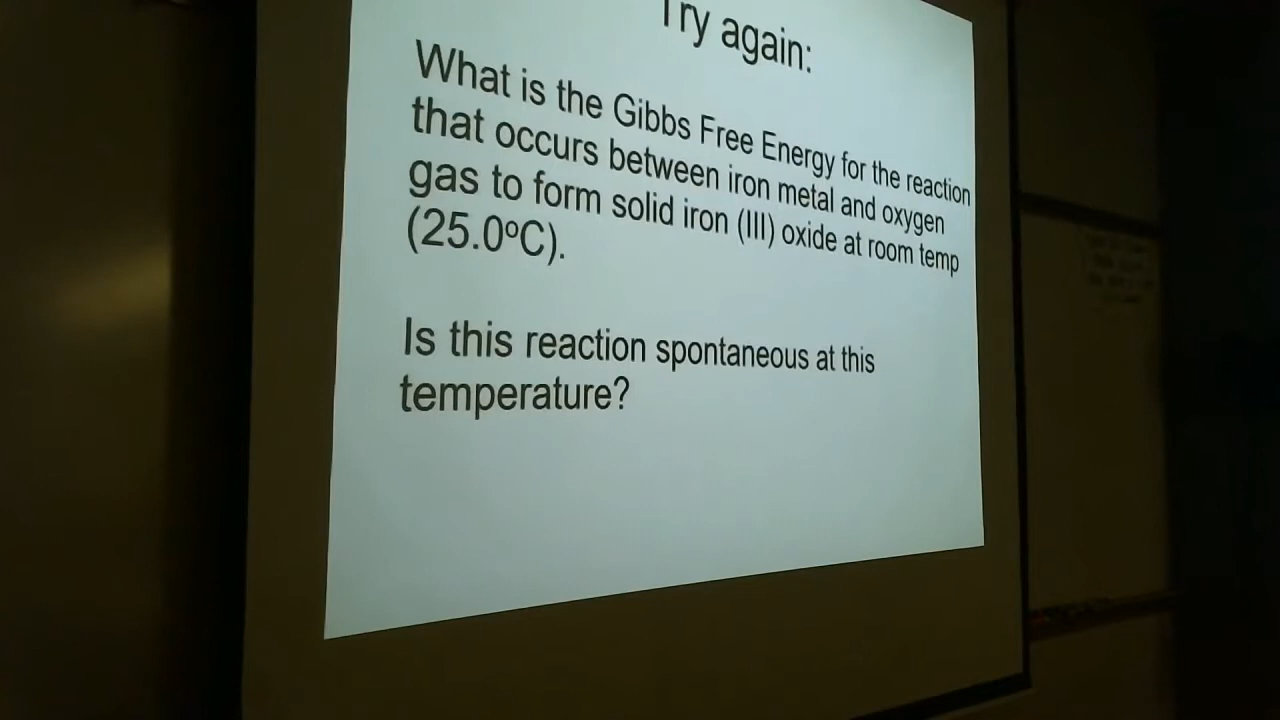 Try again:
What is the Gibbs Free Energy for the reaction
that occurs between iron metal and oxygen
gas to form solid iron (III) oxide at room temp
(25.0ºC).
Is this reaction spontaneous at this
temperature?